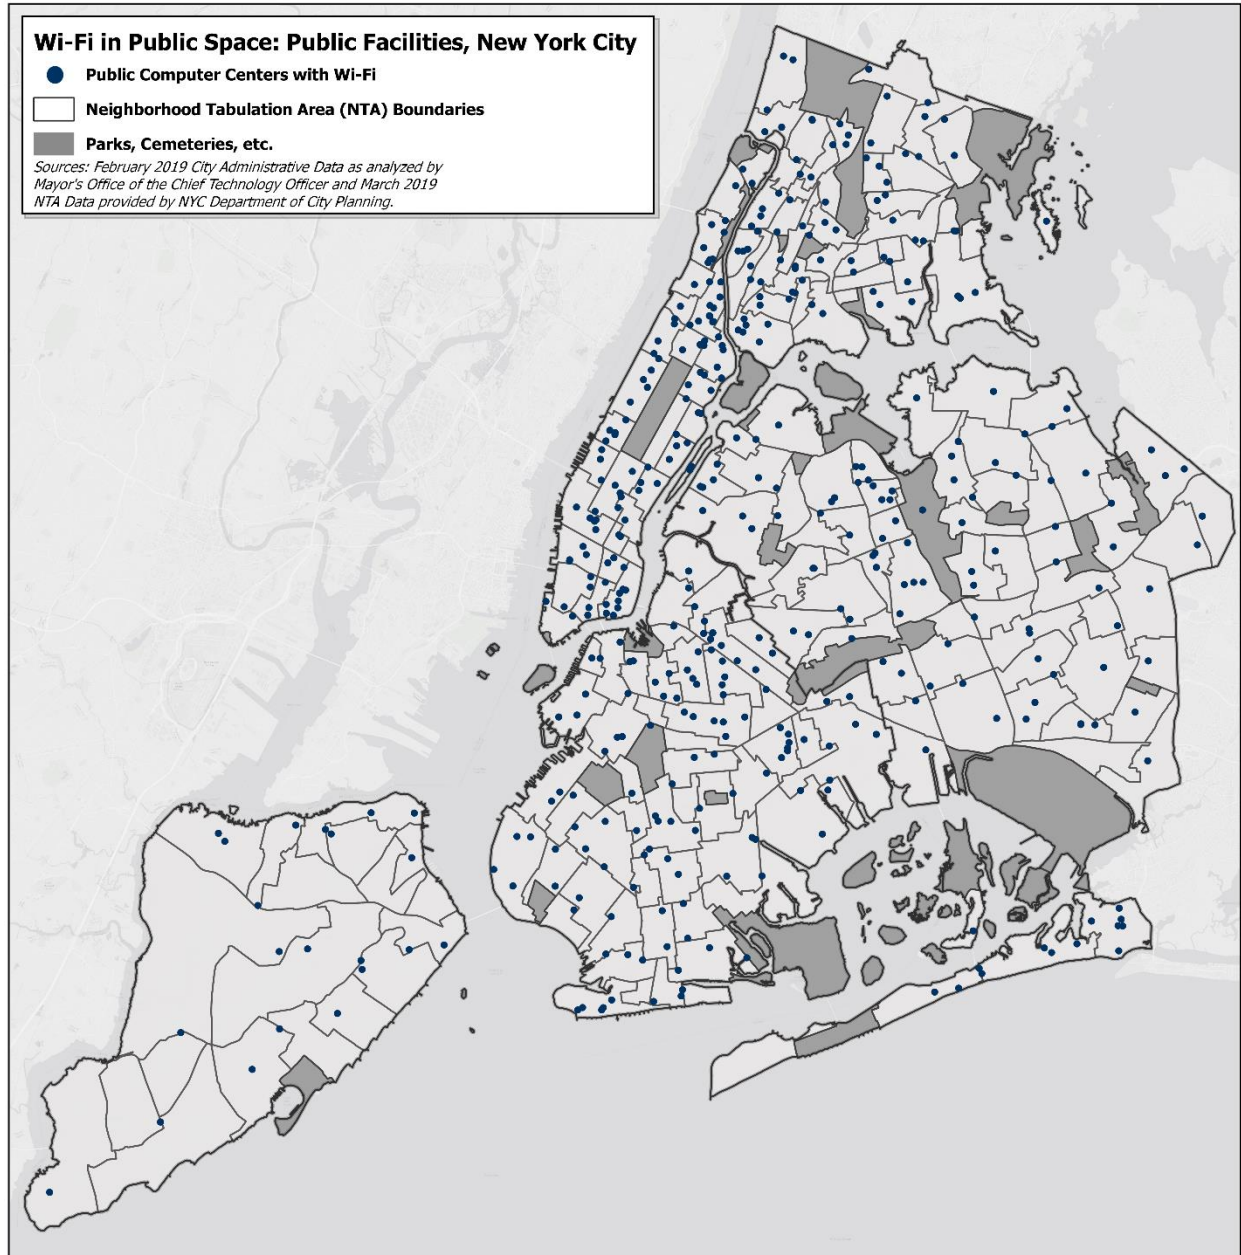 Wi-Fi in Public Space: Public Facilities, New York City
Public Computer Centers with Wi-Fi
Neighborhood Tabulation Area (NTA) Boundaries
Parks, Cemeteries, etc.
Sources: February 2019 City Administrative Data as analyzed by
Mayor's Office of the Chief Technology Officer and March 2019
NTA Data provided by NYC Department of City Planning.